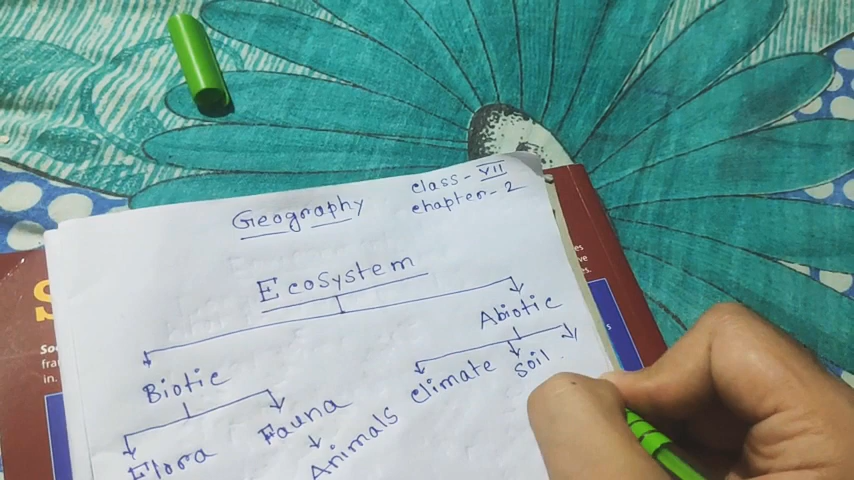 Geography
class - VII
chapter - 2
Ecosystem
Biotic
Abiotic
Flora
Fauna
Animals
climate
soil